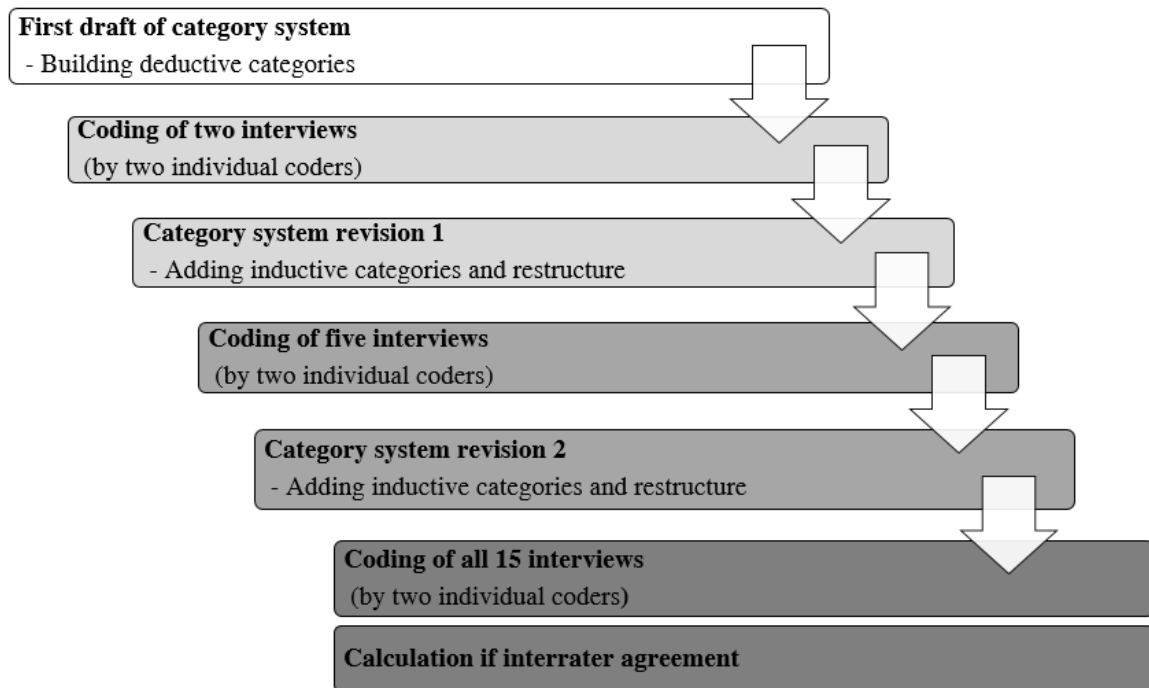 First draft of category system
- Building deductive categories
Coding of two interviews
(by two individual coders)
Category system revision 1
- Adding inductive categories and restructure
Coding of five interviews
(by two individual coders)
Category system revision 2
- Adding inductive categories and restructure
Coding of all 15 interviews
(by two individual coders)
Calculation if interrater agreement